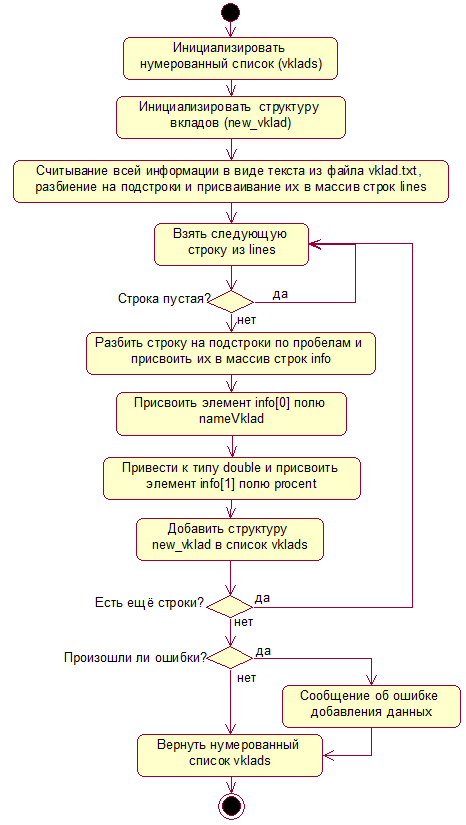 Инициализировать
нумерованный список (vklads)
Инициализировать структуру
вкладов (new_vklad)
Считывание всей информации в виде текста из файла vklad.txt,
разбиение на подстроки и присваивание их в массив строк lines
Взять следующую
строку из lines
Строка пустая?
да
нет
Разбить строку на подстроки по пробелам и
присвоить их в массив строк info
Присвоить элемент info[0] полю
nameVklad
Привести к типу double и присвоить
элемент info[1] полю procent
Добавить структуру
new_vklad в список vklads
Есть ещё строки?
да
нет
Произошли ли ошибки?
да
нет
Сообщение об ошибке
добавления данных
Вернуть нумерованный
список vklads